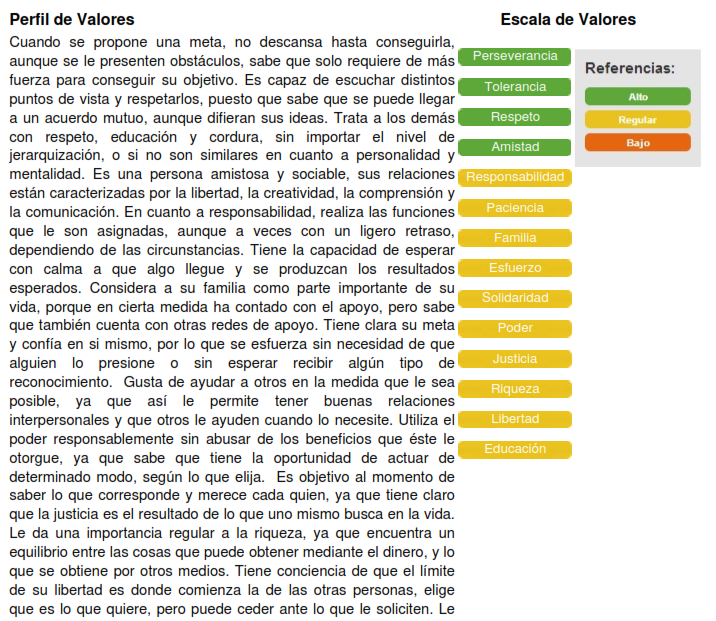 Perfil de Valores
Cuando se propone una meta, no descansa hasta conseguirla,
aunque se le presenten obstáculos, sabe que solo requiere de más
fuerza para conseguir su objetivo. Es capaz de escuchar distintos
puntos de vista y respetarlos, puesto que sabe que se puede llegar
a un acuerdo mutuo, aunque difieran sus ideas. Trata a los demás
con respeto, educación y cordura, sin importar el nivel de
jerarquización, o si no son similares en cuanto a personalidad y
mentalidad. Es una persona amistosa y sociable, sus relaciones
están caracterizadas por la libertad, la creatividad, la comprensión y
la comunicación. En cuanto a responsabilidad, realiza las funciones
que le son asignadas, aunque a veces con un ligero retraso,
dependiendo de las circunstancias. Tiene la capacidad de esperar
con calma a que algo llegue y se produzcan los resultados
esperados. Considera a su familia como parte importante de su
vida, porque en cierta medida ha contado con el apoyo, pero sabe
que también cuenta con otras redes de apoyo. Tiene clara su meta
y confía en si mismo, por lo que se esfuerza sin necesidad de que
alguien lo presione o sin esperar recibir algún tipo de
reconocimiento. Gusta de ayudar a otros en la medida que le sea
posible, ya que así le permite tener buenas relaciones
interpersonales y que otros le ayuden cuando lo necesite. Utiliza el
poder responsablemente sin abusar de los beneficios que éste le
otorgue, ya que sabe que tiene la oportunidad de actuar de
determinado modo, según lo que elija. Es objetivo al momento de
saber lo que corresponde y merece cada quien, ya que tiene claro
que la justicia es el resultado de lo que uno mismo busca en la vida.
Le da una importancia regular a la riqueza, ya que encuentra un
equilibrio entre las cosas que puede obtener mediante el dinero, y lo
que se obtiene por otros medios. Tiene conciencia de que el límite
de su libertad es donde comienza la de las otras personas, elige
que es lo que quiere, pero puede ceder ante lo que le soliciten. Le
Escala de Valores
Perseverancia
Tolerancia
Respeto
Amistad
Responsabilidad
Paciencia
Familia
Esfuerzo
Solidaridad
Poder
Justicia
Riqueza
Libertad
Educación
Referencias:
Alto
Regular
Bajo